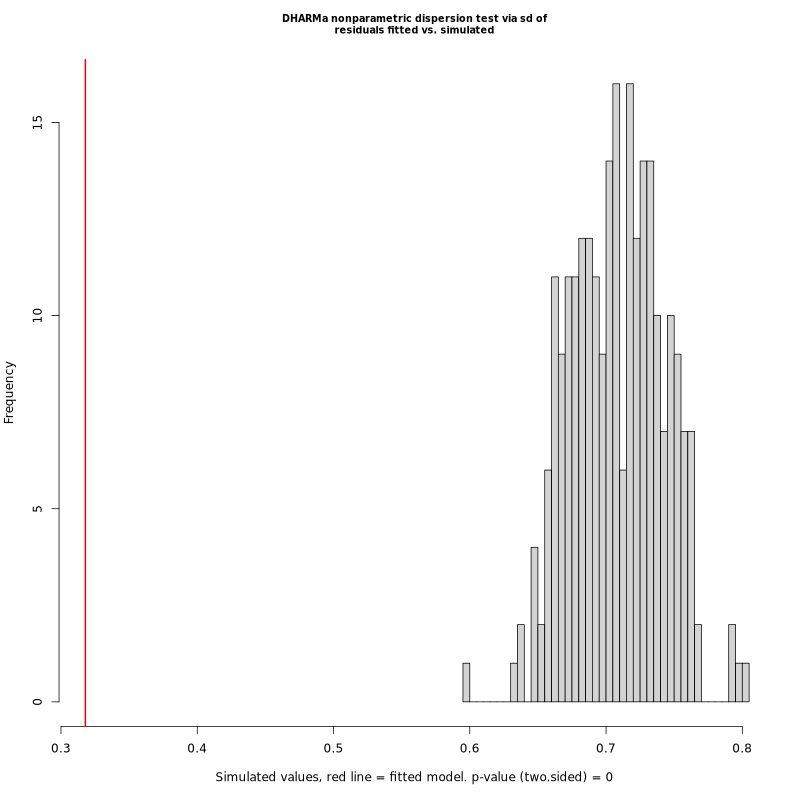 DHARMa nonparametric dispersion test via sd of
residuals fitted vs. simulated
15
10
5
0
Frequency
0.3 0.4 0.5 0.6 0.7 0.8
Simulated values, red line = fitted model. p-value (two.sided) = 0